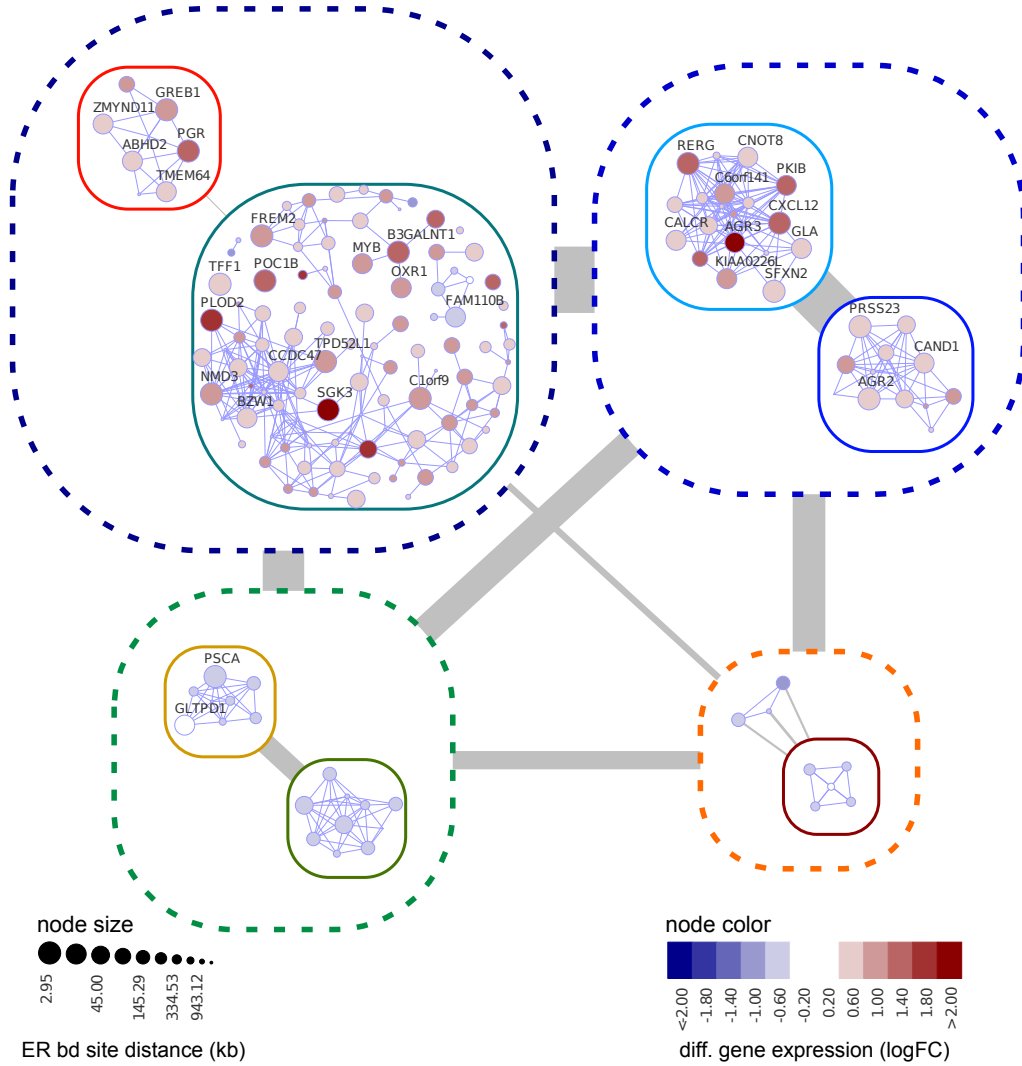 GREB1
ZMYND11
PGR
ABHD2
TMEM64
FREM2
B3GALNT1
MYB
TFF1
POC1B
OXR1
PLOD2
FAM110B
TPD52L1
CCDC47
NMD3
SGK3
C1orf9
BZW1
RERG
CNOT8
PKIB
C6orf141
CXCL12
CALCR
AGR3
GLA
KIAA0226L
SFXN2
PRSS23
CAND1
AGR2
PSCA
GLTPD1
node size
2.95
45.00
145.29
334.53
943.12
ER bd site distance (kb)
node color
<-2.00
-1.80
-1.40
-1.00
-0.60
-0.20
0.20
0.60
1.00
1.40
1.80
>2.00
diff. gene expression (logFC)